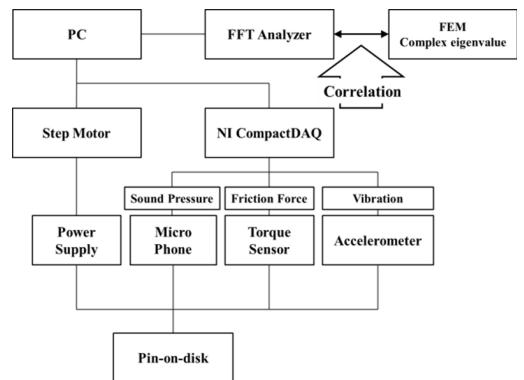 PC
FFT Analyzer
FEM
Complex eigenvalue
Correlation
Step Motor
NI CompactDAQ
Sound Pressure
Friction Force
Vibration
Power
Supply
Micro
Phone
Torque
Sensor
Accelerometer
Pin-on-disk